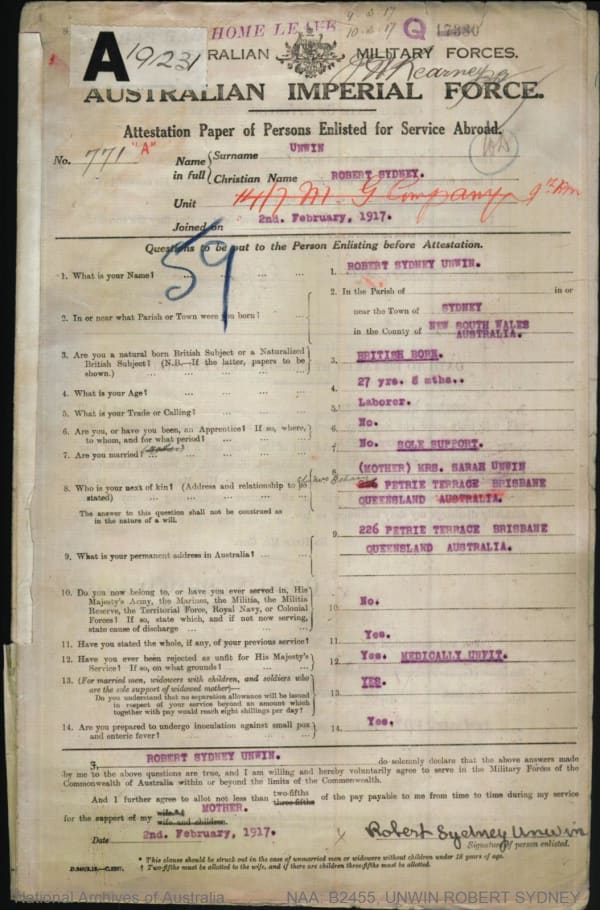 HOME LEAVE
9 3 17
10 3 17
Q 17380
A 19231
RALIAN MILITARY FORCES.
AUSTRALIAN IMPERIAL FORCE.
Attestation Paper of Persons Enlisted for Service Abroad.
No. 771 "A"
Name in full { Surname UNWIN
Christian Name ROBERT SYDNEY.
Unit 14/7 M. G Company
Joined on 2nd. February, 1917.
59
Questions to be put to the Person Enlisting before Attestation.
1. What is your Name? ... 1. ROBERT SYDNEY UNWIN.
2. In or near what Parish or Town were you born? 2. In the Parish of in or
near the Town of SYDNEY
in the County of NEW SOUTH WALES AUSTRALIA.
3. Are you a natural born British Subject or a Naturalized British Subject? (N.B.—If the latter, papers to be shown.) 3. BRITISH BORN.
4. What is your Age? 4. 27 yrs. 5 mths..
5. What is your Trade or Calling? 5. Laborer.
6. Are you, or have you been, an Apprentice? If so, where, to whom, and for what period? 6. No.
7. Are you married? 7. No. SOLE SUPPORT.
8. Who is your next of kin? (Address and relationship to be stated) 8. (MOTHER) MRS. SARAH UNWIN
226 PETRIE TERRACE BRISBANE
QUEENSLAND AUSTRALIA.
The answer to this question shall not be construed as in the nature of a will.
9. What is your permanent address in Australia? 9. 226 PETRIE TERRACE BRISBANE
QUEENSLAND AUSTRALIA.
10. Do you now belong to, or have you ever served in, His Majesty's Army, the Marines, the Militia, the Militia Reserve, the Territorial Force, Royal Navy, or Colonial Forces? If so, state which, and if not now serving, state cause of discharge 10. No.
11. Have you stated the whole, if any, of your previous service? 11. Yes.
12. Have you ever been rejected as unfit for His Majesty's Service? If so, on what grounds? 12. Yes. MEDICALLY UNFIT.
13. (For married men, widowers with children, and soldiers who are the sole support of widowed mother)—
Do you understand that no separation allowance will be issued in respect of your service beyond an amount which together with pay would reach eight shillings per day? 13. YES.
14. Are you prepared to undergo inoculation against small pox and enteric fever? 14. Yes.
I, ROBERT SYDNEY UNWIN. do solemnly declare that the above answers made
by me to the above questions are true, and I am willing and hereby voluntarily agree to serve in the Military Forces of the
Commonwealth of Australia within or beyond the limits of the Commonwealth.
And I further agree to allot not less than two-fifths three-fifths of the pay payable to me from time to time during my service
for the support of my wife*† wife and children. MOTHER.
Date 2nd. February, 1917.
x Robert Sydney Unwin
Signature of person enlisted.
* This clause should be struck out in the case of unmarried men or widowers without children under 18 years of age.
† Two-fifths must be allotted to the wife, and if there are children three-fifths must be allotted.
National Archives of Australia NAA: B2455, UNWIN ROBERT SYDNEY